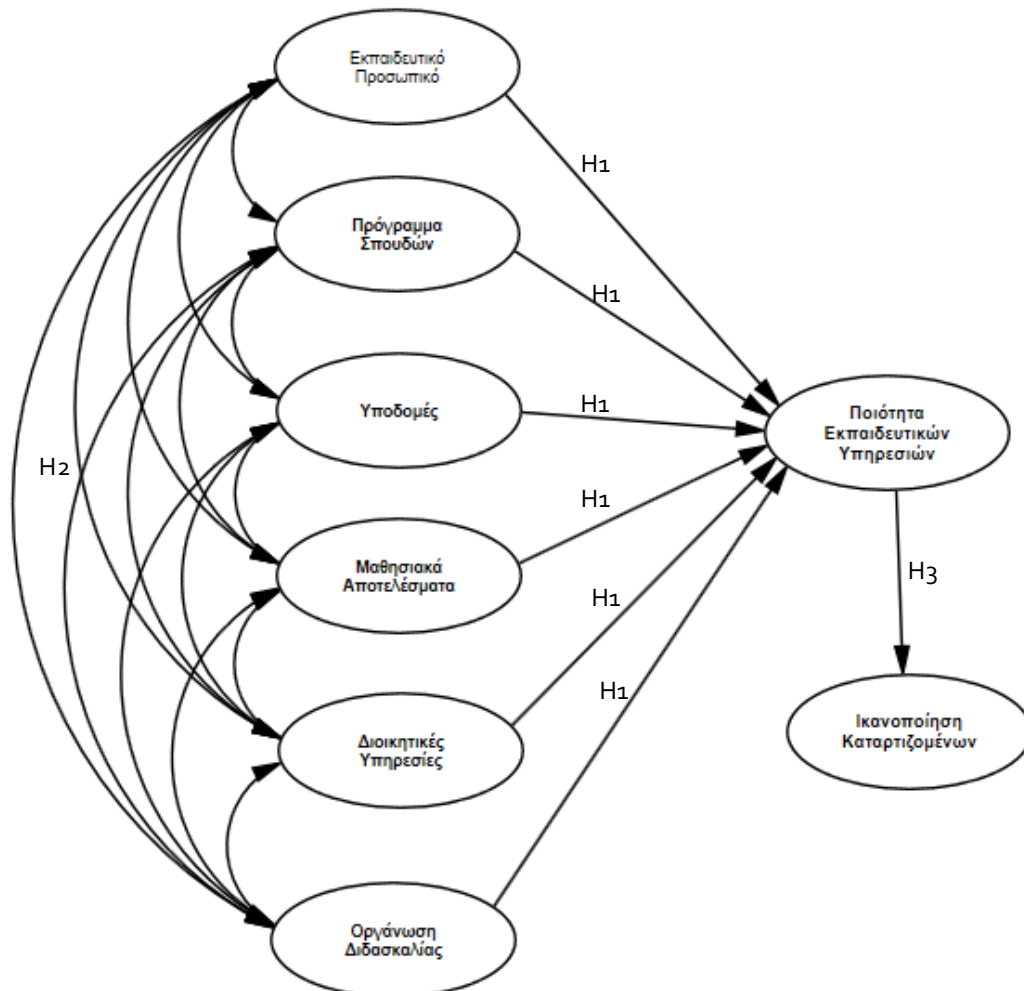 Εκπαιδευτικό
Προσωπικό
H1
Πρόγραμμα
Σπουδών
H1
Υποδομές
H1
Ποιότητα
Εκπαιδευτικών
Υπηρεσιών
H2
H1
Μαθησιακά
Αποτελέσματα
H3
H1
H1
Ικανοποίηση
Καταρτιζομένων
Διοικητικές
Υπηρεσίες
Οργάνωση
Διδασκαλίας